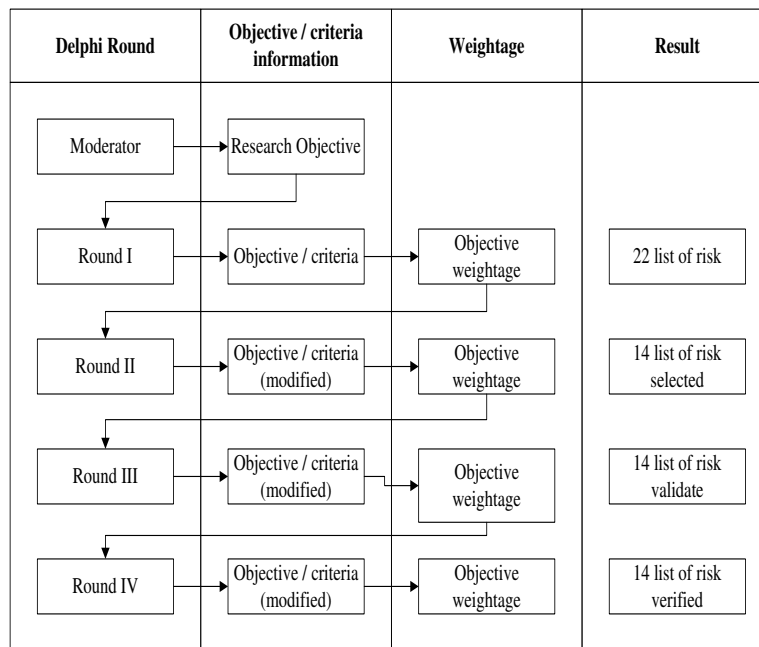 Delphi Round
Objective / criteria
information
Weightage
Result
Moderator
Research Objective
Round I
Objective / criteria
Objective
weightage
22 list of risk
Round II
Objective / criteria
(modified)
Objective
weightage
14 list of risk
selected
Round III
Objective / criteria
(modified)
Objective
weightage
14 list of risk
validate
Round IV
Objective / criteria
(modified)
Objective
weightage
14 list of risk
verified